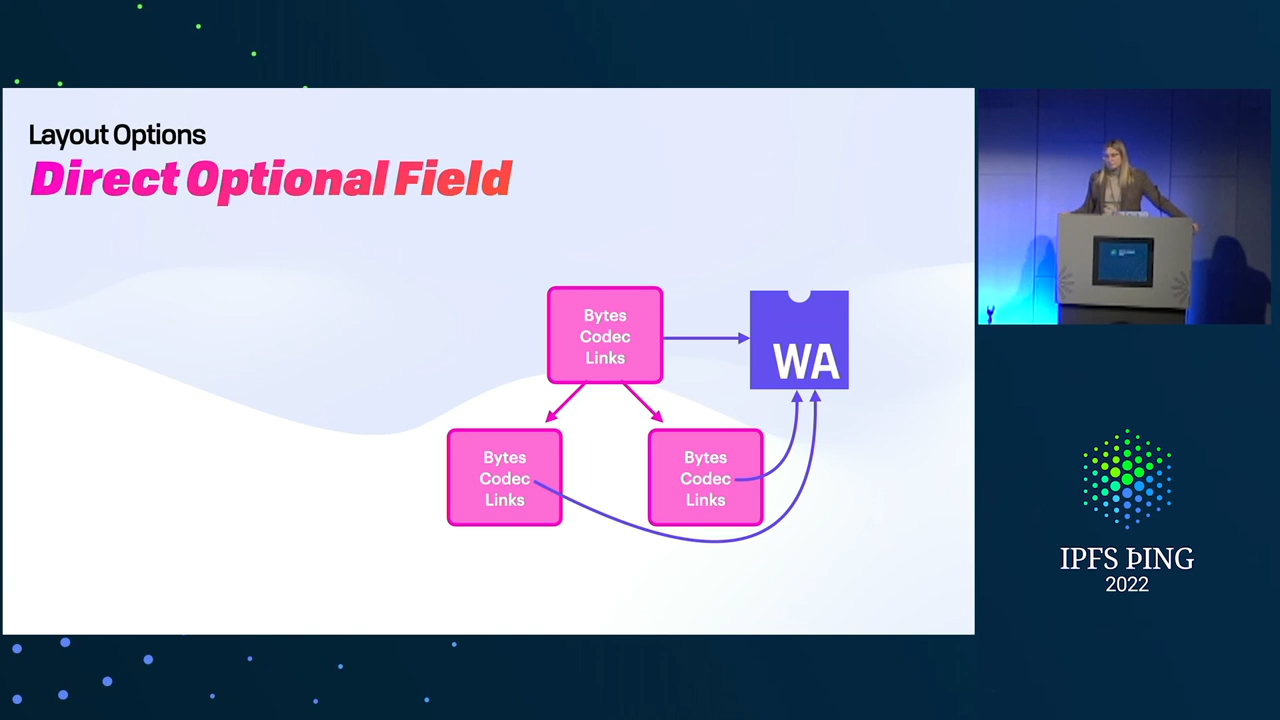 Layout Options
Direct Optional Field
Bytes
Codec
Links
WA
Bytes
Codec
Links
Bytes
Codec
Links
IPFS ÞING
2022